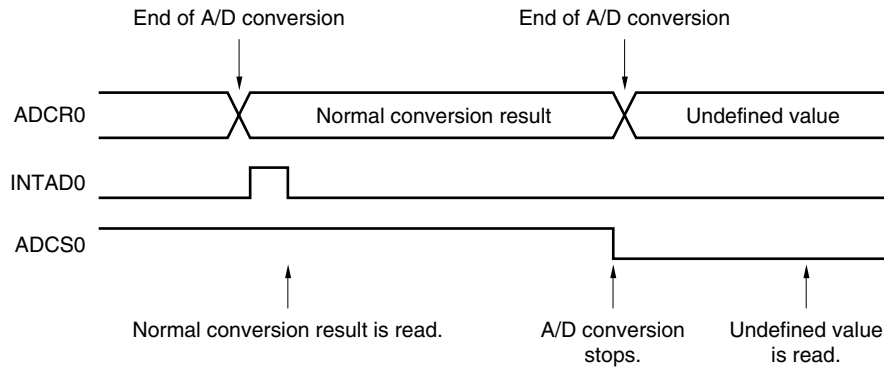 End of A/D conversion
End of A/D conversion
ADCR0
Normal conversion result
Undefined value
INTAD0
ADCS0
Normal conversion result is read.
A/D conversion
stops.
Undefined value
is read.